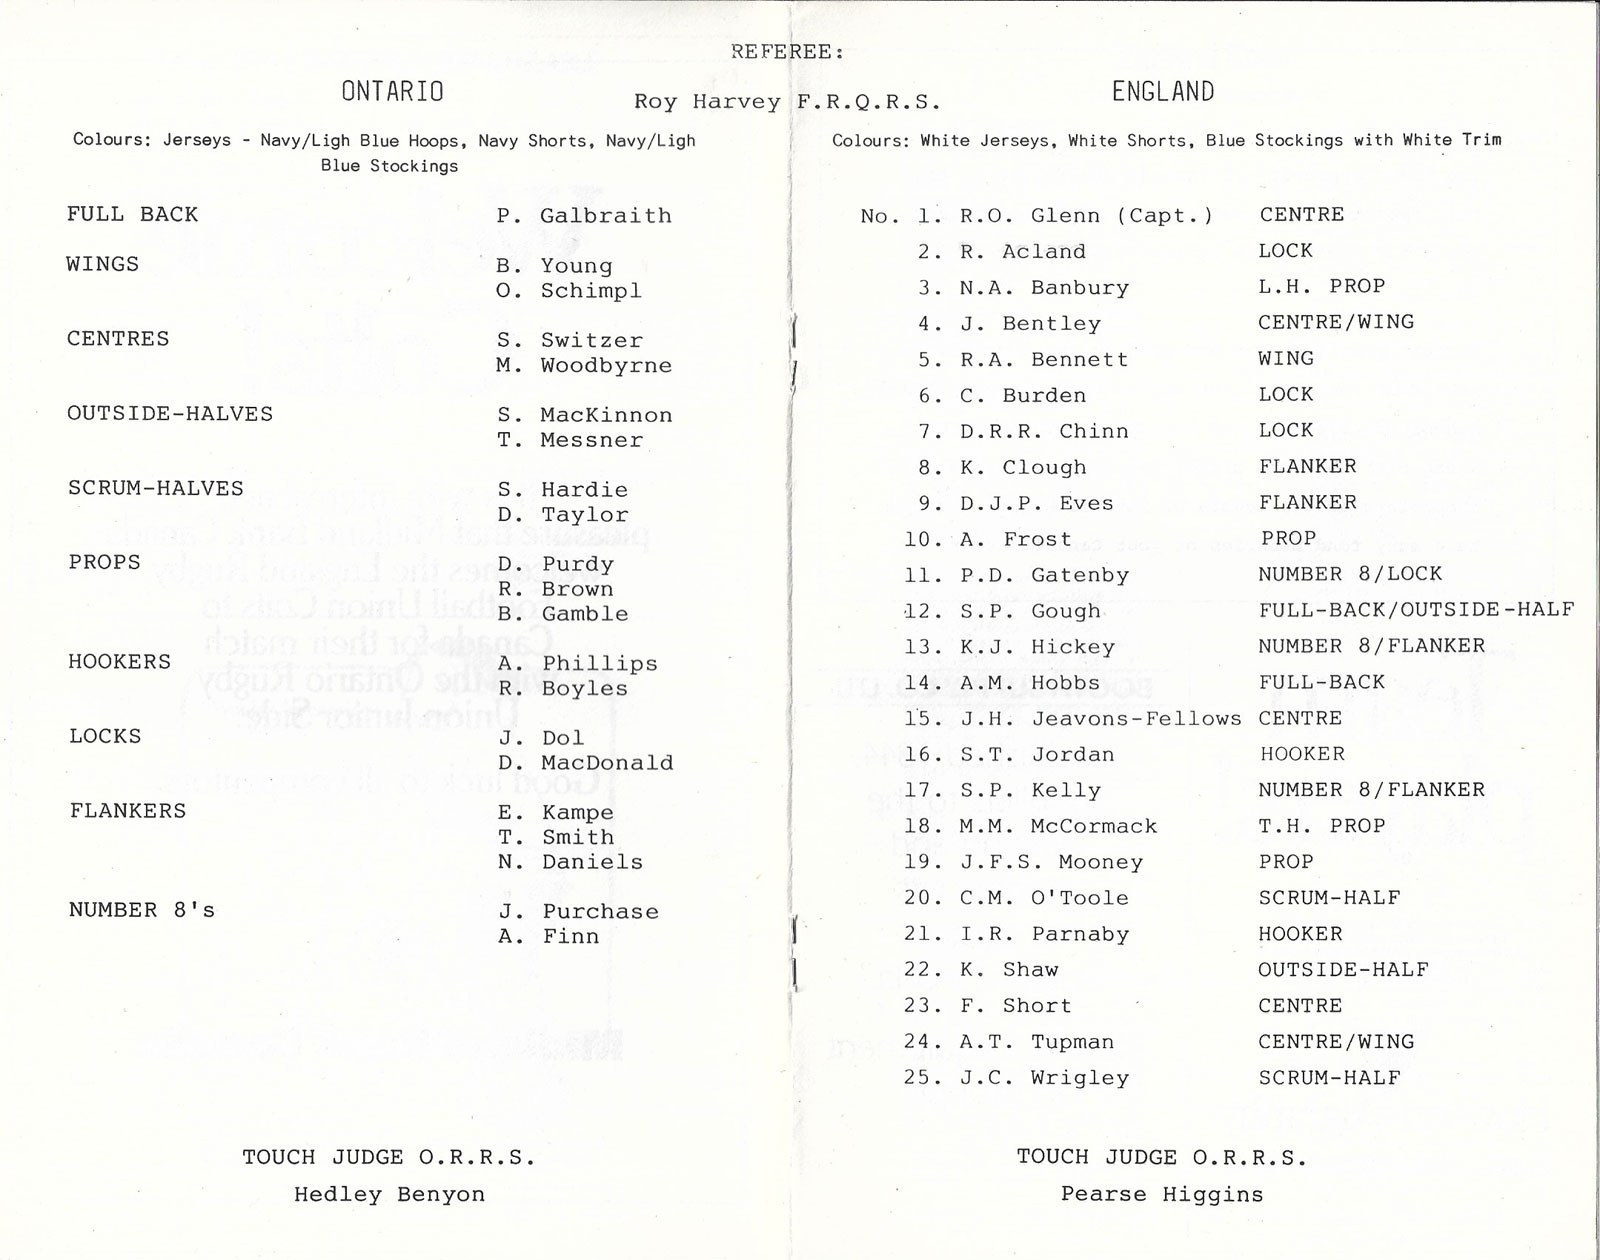 REFEREE:
Roy Harvey F.R.Q.R.S.
ONTARIO
Colours: Jerseys - Navy/Ligh Blue Hoops, Navy Shorts, Navy/Ligh
Blue Stockings
FULL BACK P. Galbraith
WINGS B. Young
O. Schimpl
CENTRES S. Switzer
M. Woodbyrne
OUTSIDE-HALVES S. MacKinnon
T. Messner
SCRUM-HALVES S. Hardie
D. Taylor
PROPS D. Purdy
R. Brown
B. Gamble
HOOKERS A. Phillips
R. Boyles
LOCKS J. Dol
D. MacDonald
FLANKERS E. Kampe
T. Smith
N. Daniels
NUMBER 8's J. Purchase
A. Finn
TOUCH JUDGE O.R.R.S.
Hedley Benyon
ENGLAND
Colours: White Jerseys, White Shorts, Blue Stockings with White Trim
No. 1. R.O. Glenn (Capt.) CENTRE
2. R. Acland LOCK
3. N.A. Banbury L.H. PROP
4. J. Bentley CENTRE/WING
5. R.A. Bennett WING
6. C. Burden LOCK
7. D.R.R. Chinn LOCK
8. K. Clough FLANKER
9. D.J.P. Eves FLANKER
10. A. Frost PROP
11. P.D. Gatenby NUMBER 8/LOCK
12. S.P. Gough FULL-BACK/OUTSIDE-HALF
13. K.J. Hickey NUMBER 8/FLANKER
14. A.M. Hobbs FULL-BACK
15. J.H. Jeavons-Fellows CENTRE
16. S.T. Jordan HOOKER
17. S.P. Kelly NUMBER 8/FLANKER
18. M.M. McCormack T.H. PROP
19. J.F.S. Mooney PROP
20. C.M. O'Toole SCRUM-HALF
21. I.R. Parnaby HOOKER
22. K. Shaw OUTSIDE-HALF
23. F. Short CENTRE
24. A.T. Tupman CENTRE/WING
25. J.C. Wrigley SCRUM-HALF
TOUCH JUDGE O.R.R.S.
Pearse Higgins